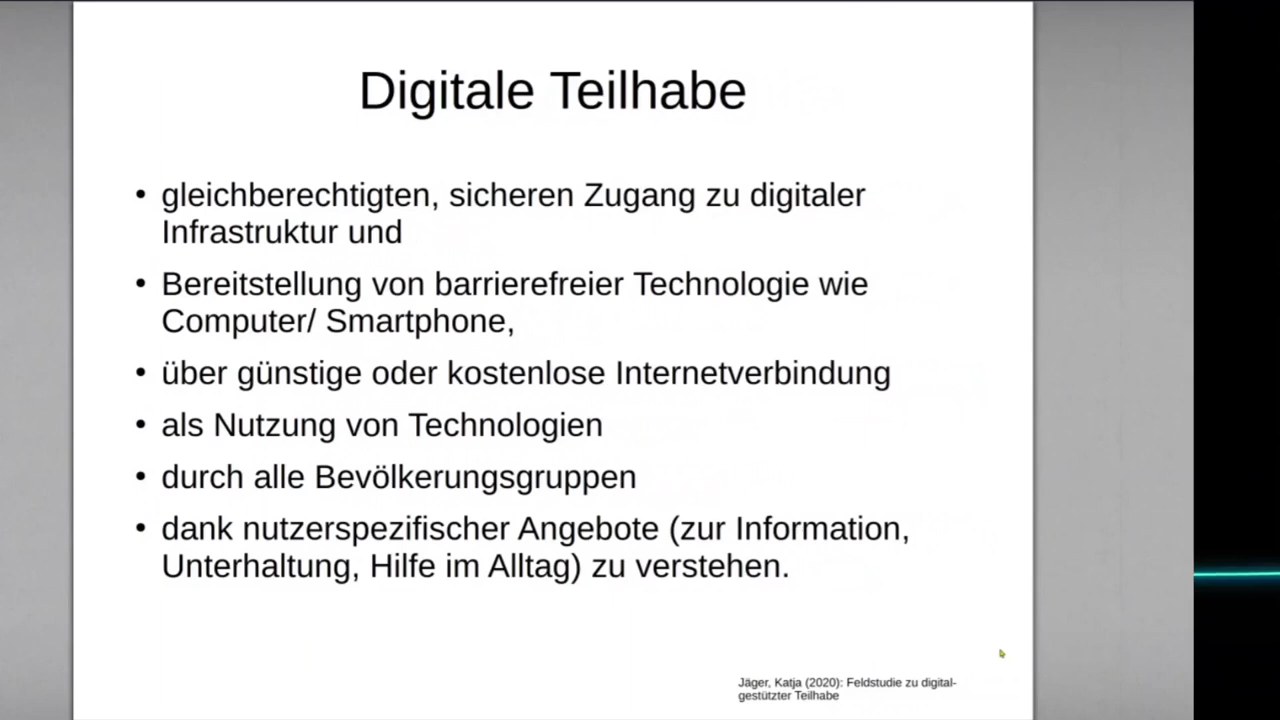 Digitale Teilhabe
• gleichberechtigten, sicheren Zugang zu digitaler
Infrastruktur und
• Bereitstellung von barrierefreier Technologie wie
Computer/ Smartphone,
• über günstige oder kostenlose Internetverbindung
• als Nutzung von Technologien
• durch alle Bevölkerungsgruppen
• dank nutzerspezifischer Angebote (zur Information,
Unterhaltung, Hilfe im Alltag) zu verstehen.
Jäger, Katja (2020): Feldstudie zu digital-
gestützter Teilhabe